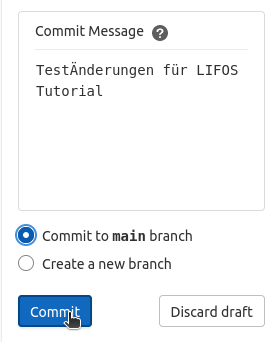 Commit Message ?
TestÄnderungen für LIFOS
Tutorial
Commit to main branch
Create a new branch
Commit
Discard draft